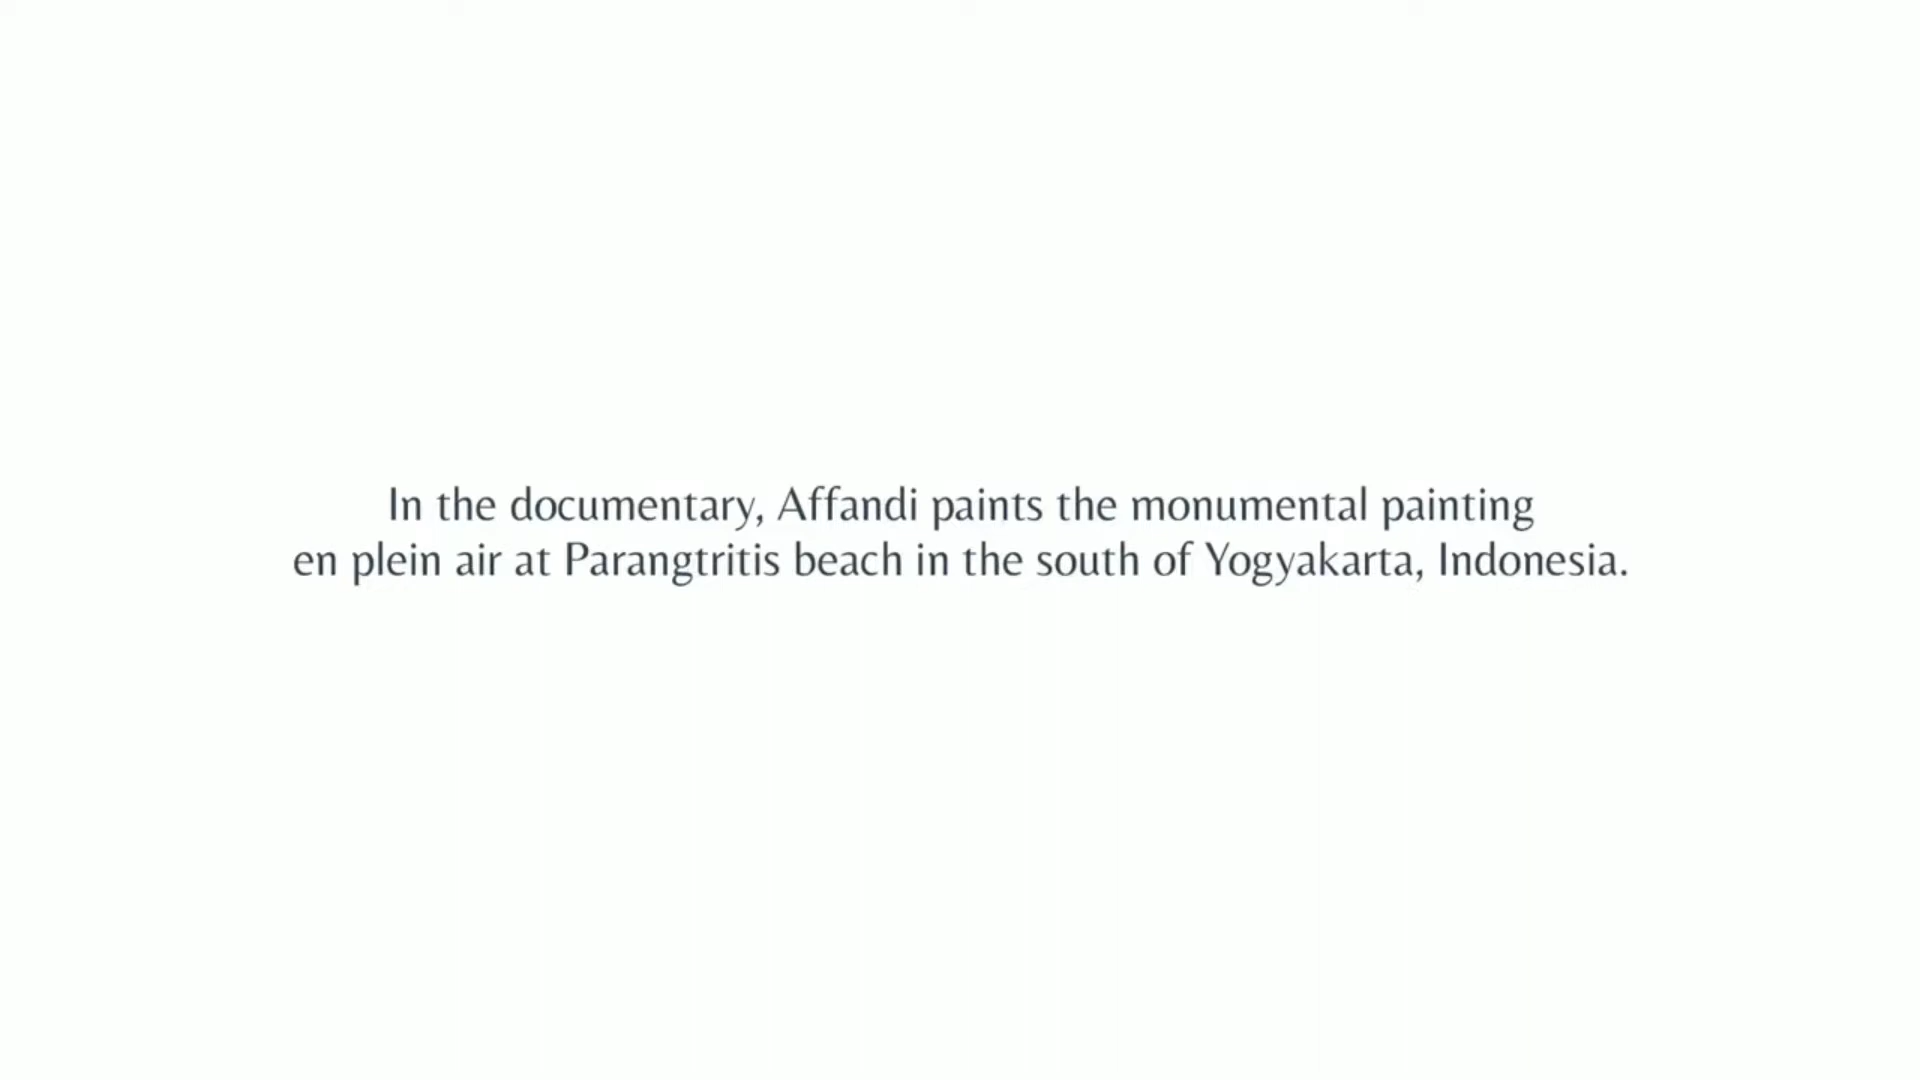 In the documentary, Affandi paints the monumental painting
en plein air at Parangtritis beach in the south of Yogyakarta, Indonesia.